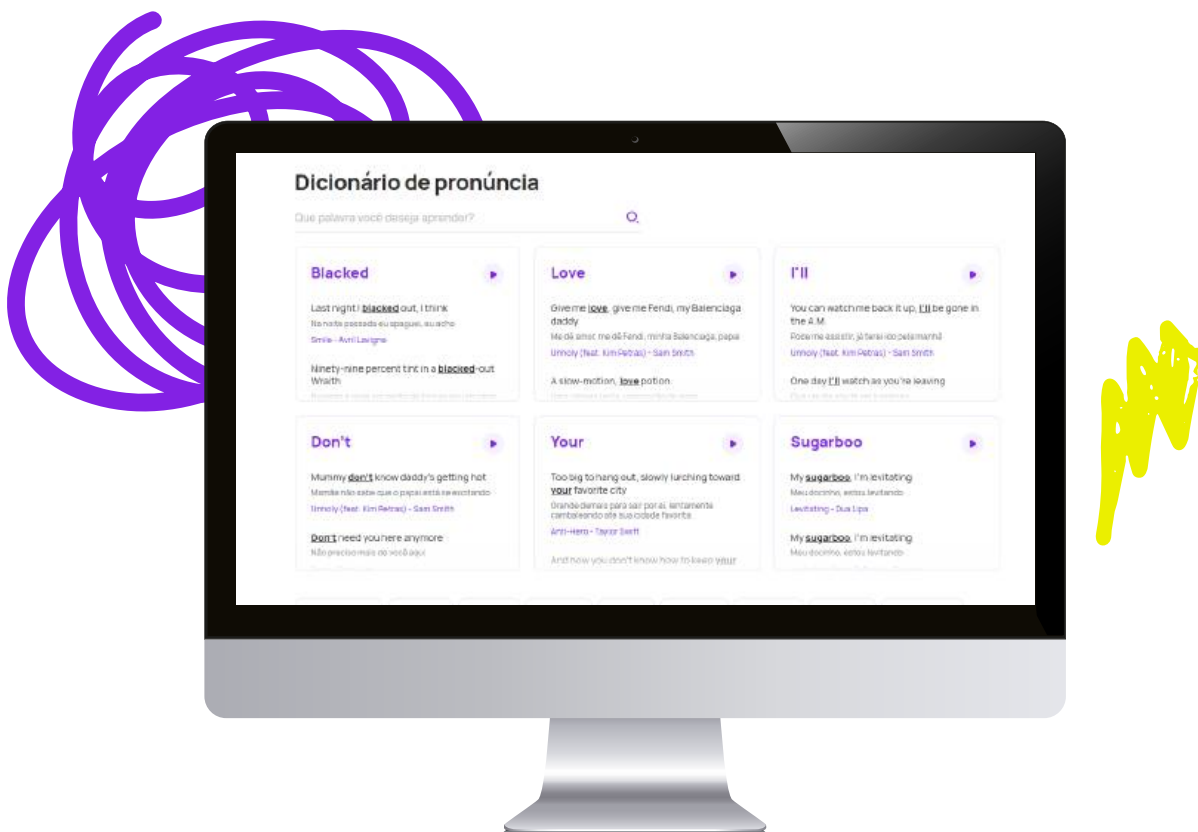 Dicionário de pronúncia
Que palavra você deseja aprender?
Blacked
Last night I blacked out, I think
Na noite passada eu apaguei, eu acho
Smile - Avril Lavigne
Ninety-nine percent tint in a blacked-out
Wraith
Love
Give me love, give me Fendi, my Balenciaga
daddy
Me dê amor, me dê Fendi, minha Balenciaga, papai
Unholy (feat. Kim Petras) - Sam Smith
A slow-motion, love potion
I'll
You can watch me back it up, I'll be gone in
the A.M.
Pode me assistir, já terei ido pela manhã
Unholy (feat. Kim Petras) - Sam Smith
One day I'll watch as you're leaving
Don't
Mummy don't know daddy's getting hot
Mamãe não sabe que o papai está se excitando
Unholy (feat. Kim Petras) - Sam Smith
Don't need you here anymore
Não preciso mais de você aqui
Your
Too big to hang out, slowly lurching toward
your favorite city
Grande demais para sair por aí, lentamente
cambaleando até sua cidade favorita
Anti-Hero - Taylor Swift
And now you don't know how to keep your
Sugarboo
My sugarboo, I'm levitating
Meu docinho, estou levitando
Levitating - Dua Lipa
My sugarboo, I'm levitating
Meu docinho, estou levitando